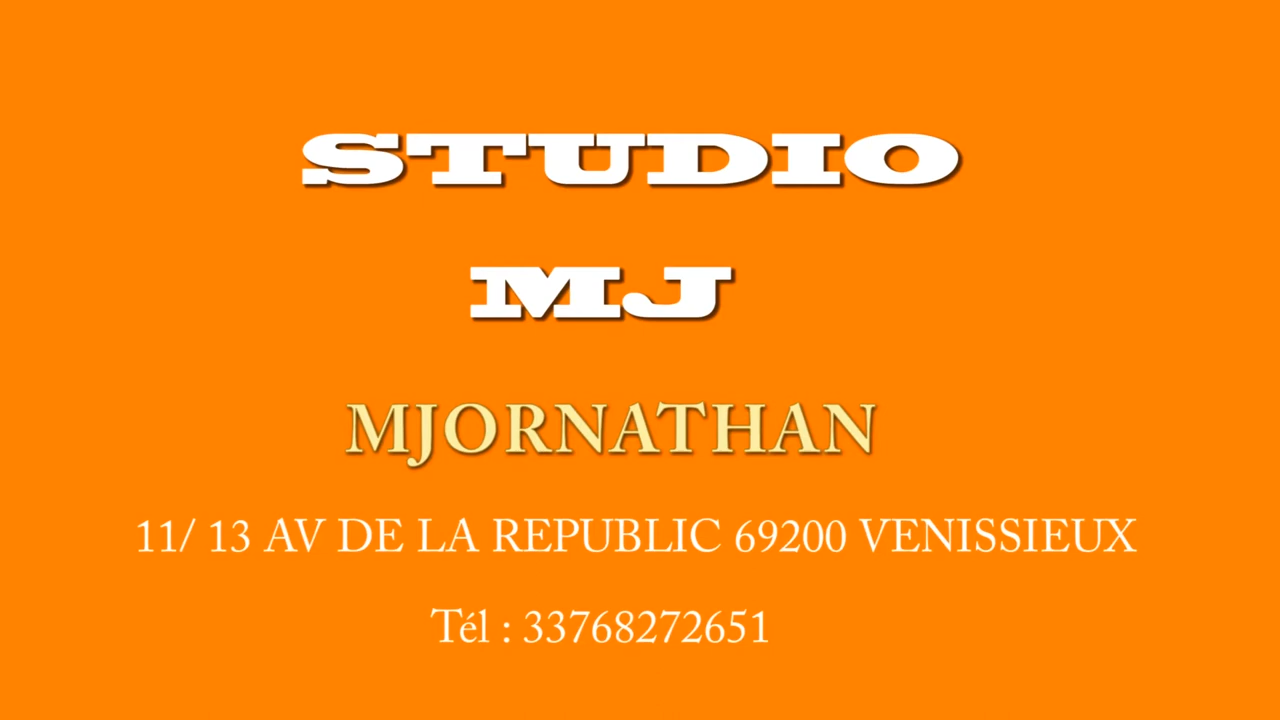 STUDIO
MJ
MJORNATHAN
11/ 13 AV DE LA REPUBLIC 69200 VENISSIEUX
Tél : 33768272651